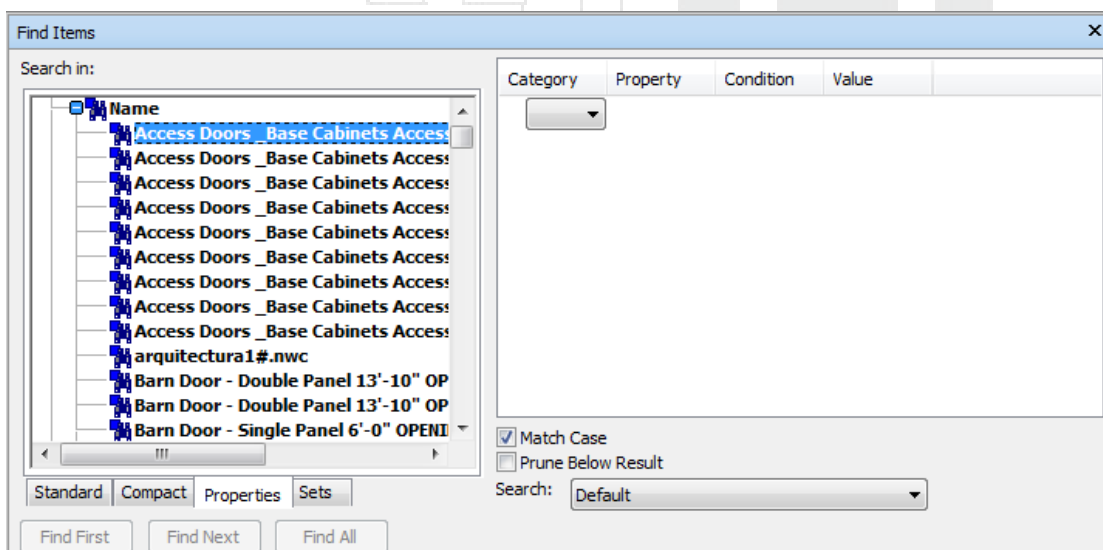 Find Items
Search in:
Name
Access Doors _Base Cabinets Access
Access Doors _Base Cabinets Access
Access Doors _Base Cabinets Access
Access Doors _Base Cabinets Access
Access Doors _Base Cabinets Access
Access Doors _Base Cabinets Access
Access Doors _Base Cabinets Access
Access Doors _Base Cabinets Access
Access Doors _Base Cabinets Access
arquitectura1#.nwc
Barn Door - Double Panel 13'-10" OP
Barn Door - Double Panel 13'-10" OP
Barn Door - Single Panel 6'-0" OPENI
Standard Compact Properties Sets
Find First Find Next Find All
Category Property Condition Value
Match Case
Prune Below Result
Search: Default